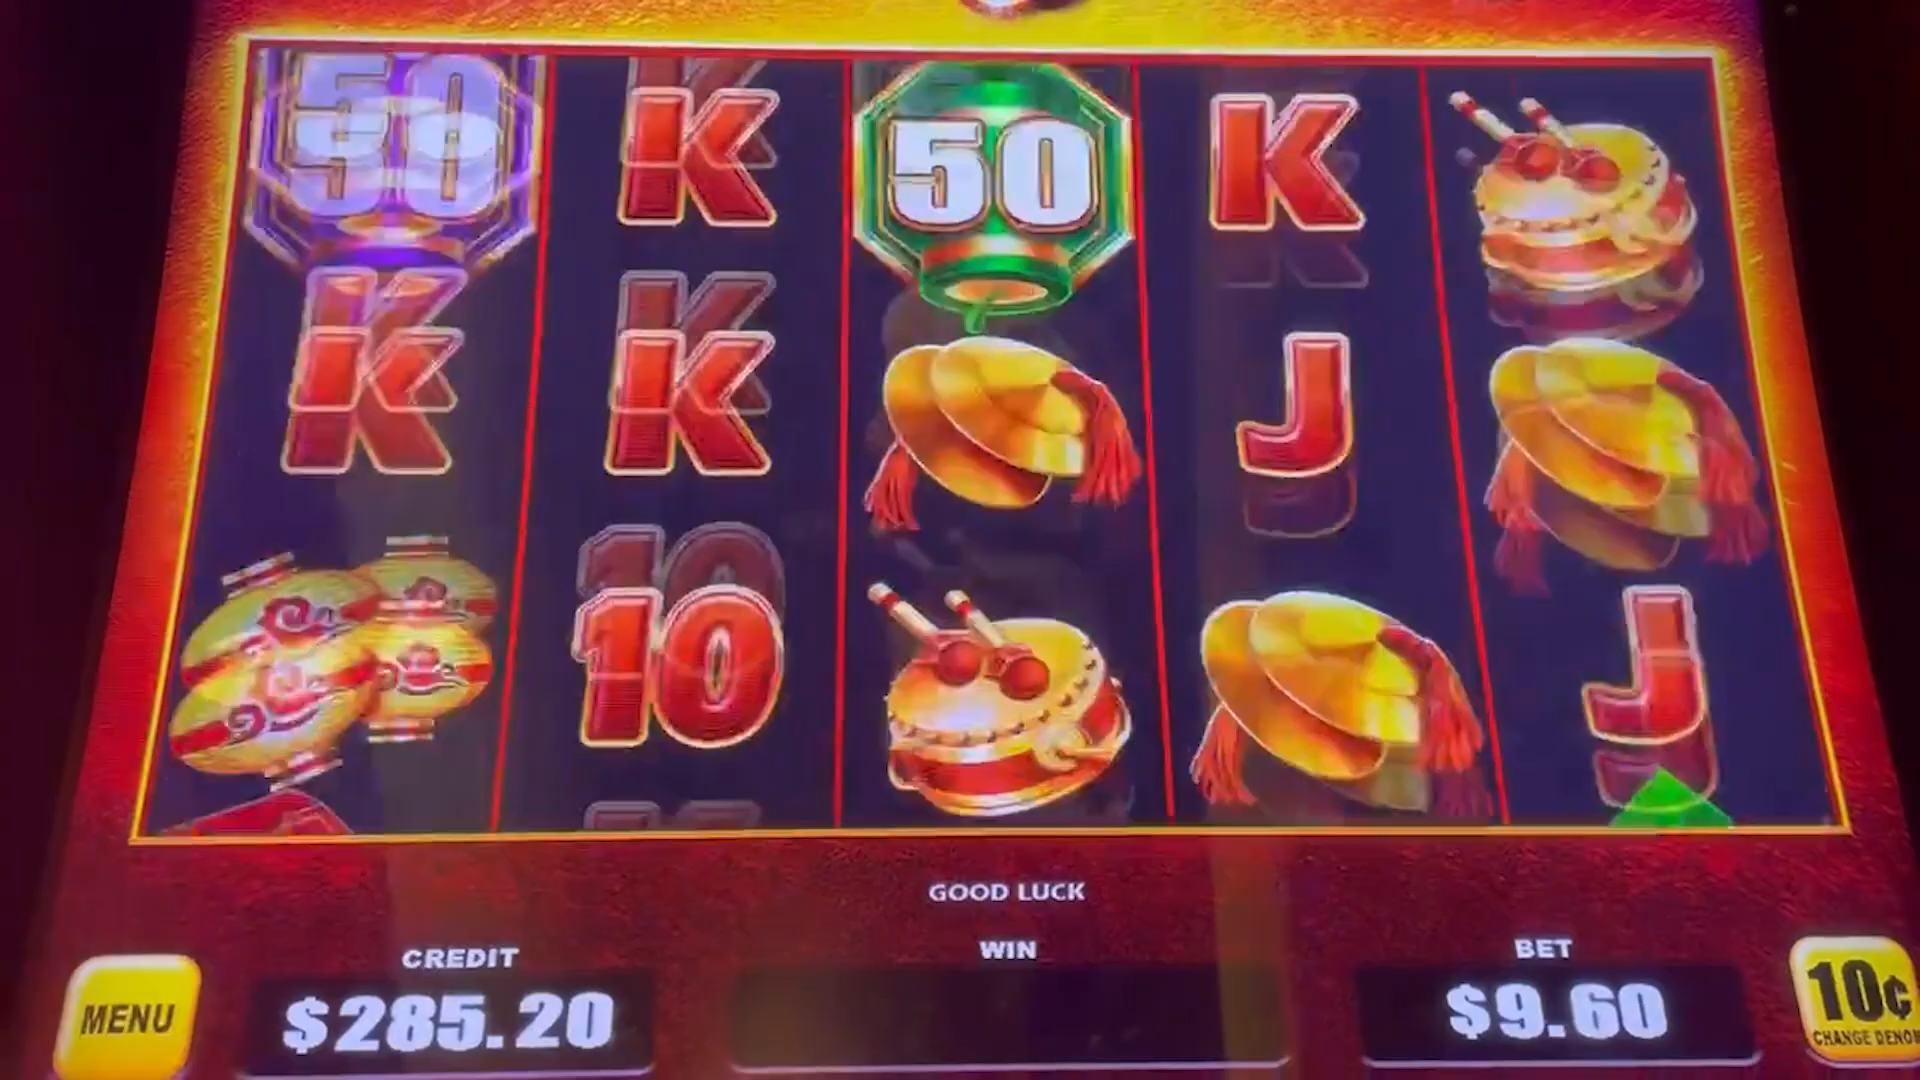 50 K 50 K
K K J
10 J
GOOD LUCK
CREDIT WIN BET
MENU $285.20 $9.60 10¢
CHANGE DENOM